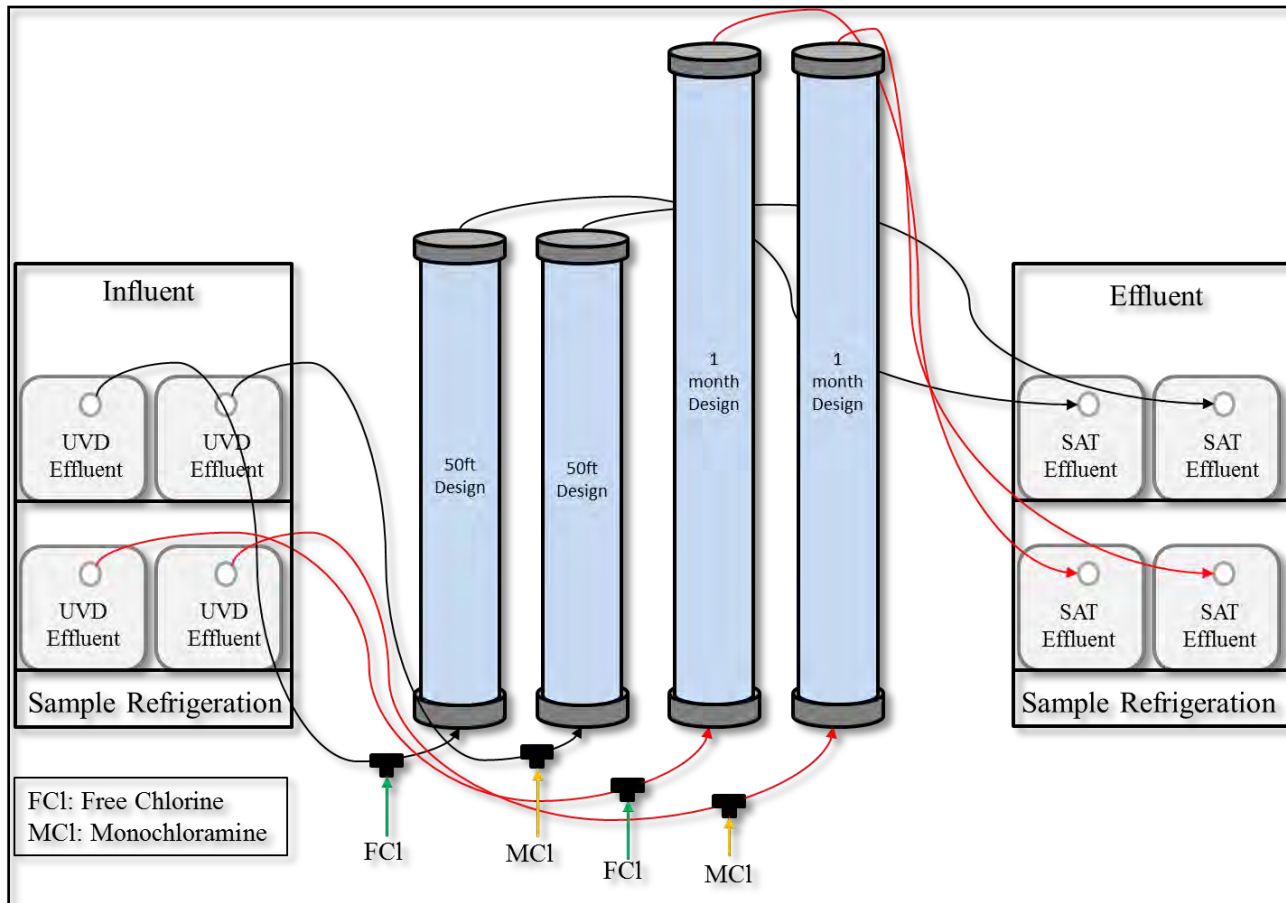 Influent
UVD
Effluent
UVD
Effluent
UVD
Effluent
UVD
Effluent
Sample Refrigeration
FCl: Free Chlorine
MCl: Monochloramine
50ft
Design
50ft
Design
1
month
Design
1
month
Design
FCl
MCl
FCl
MCl
Effluent
SAT
Effluent
SAT
Effluent
SAT
Effluent
SAT
Effluent
Sample Refrigeration